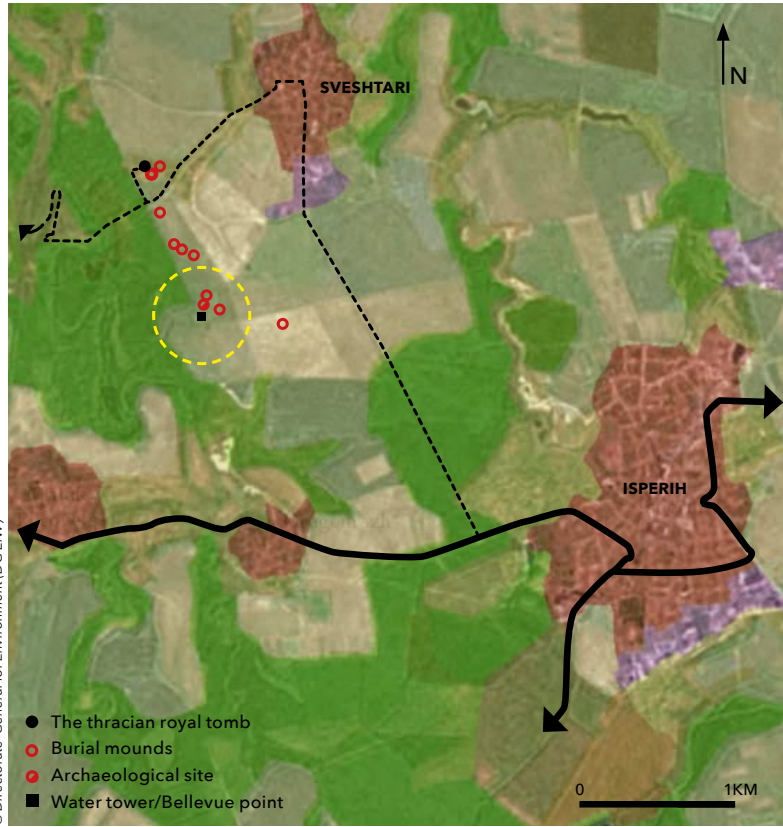 SVESHTARI
N
ISPERIH
The thracian royal tomb
Burial mounds
Archaeological site
Water tower/Bellevue point
0 1KM